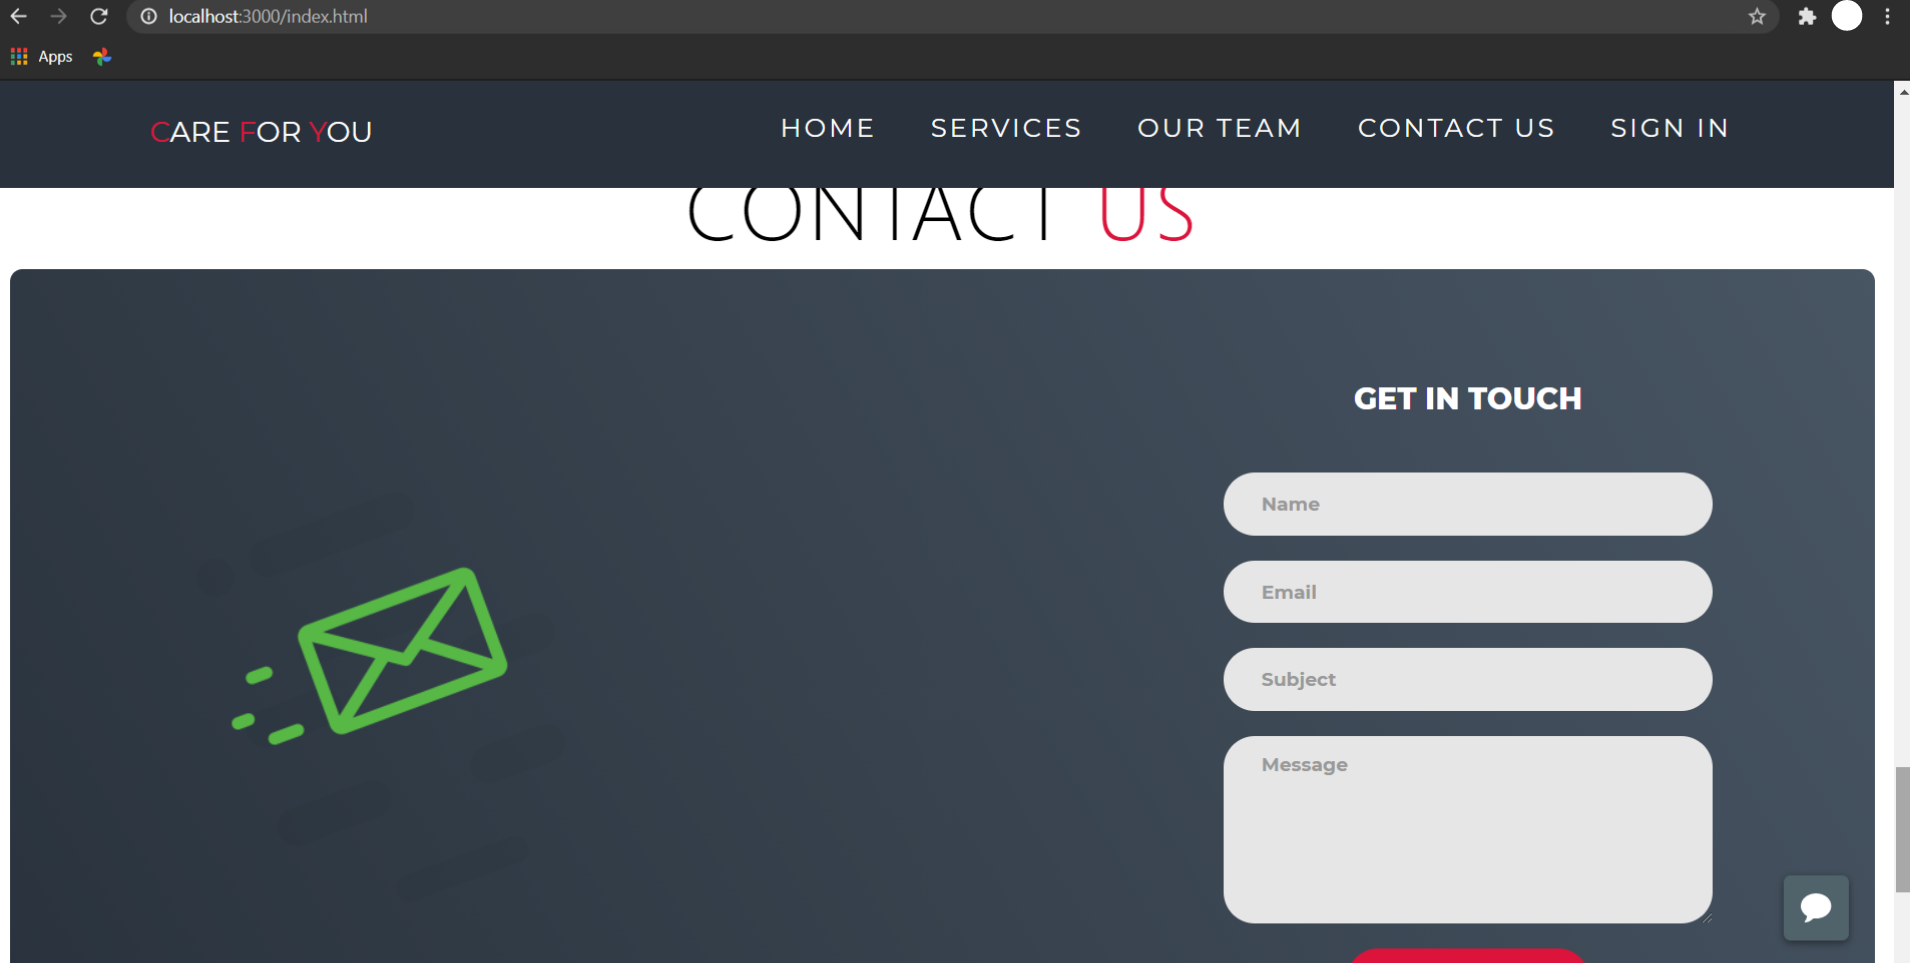 localhost:3000/index.html
Apps
CARE FOR YOU
HOME SERVICES OUR TEAM CONTACT US SIGN IN
CONTACT US
GET IN TOUCH
Name
Email
Subject
Message